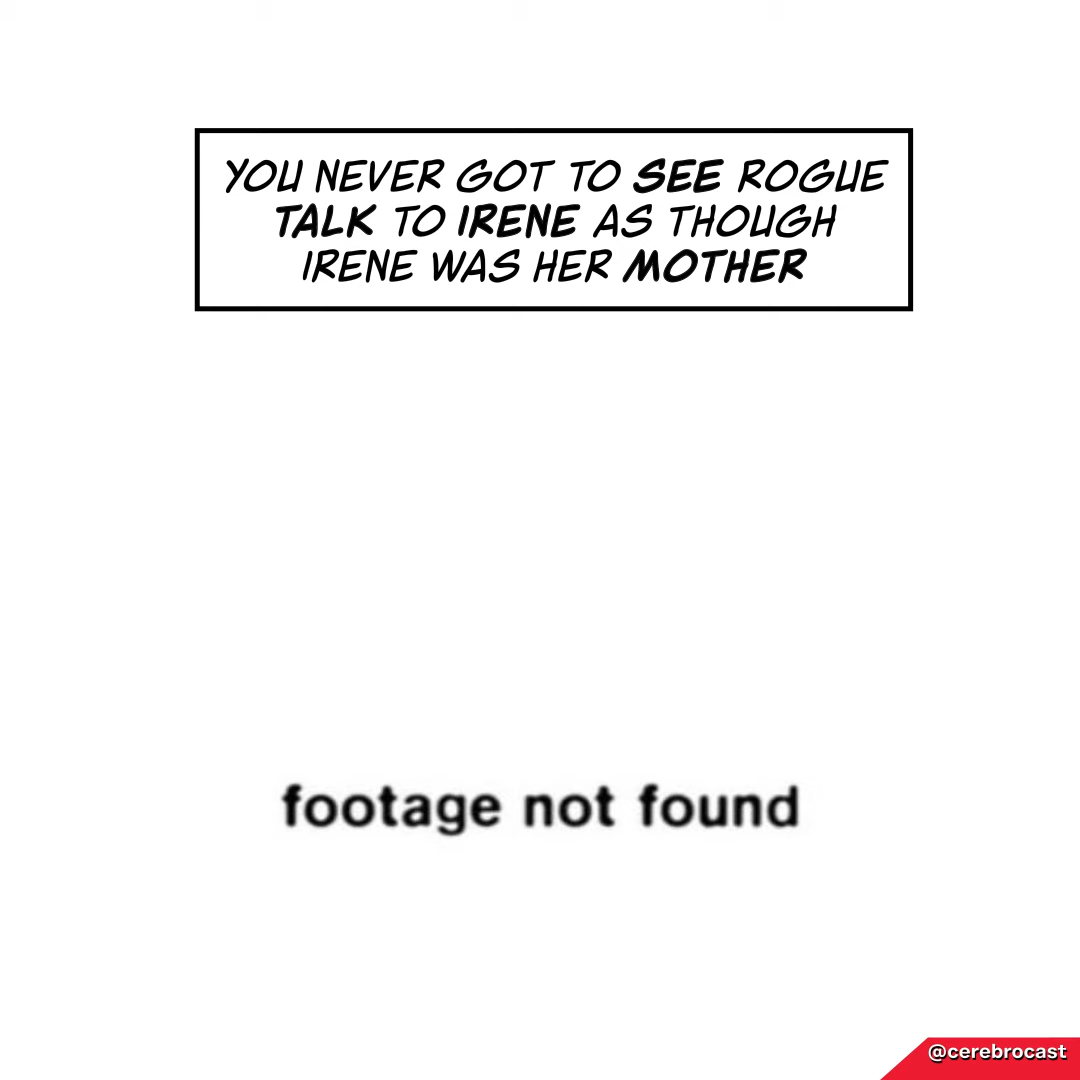 YOU NEVER GOT TO SEE ROGUE
TALK TO IRENE AS THOUGH
IRENE WAS HER MOTHER
footage not found
@cerebrocast